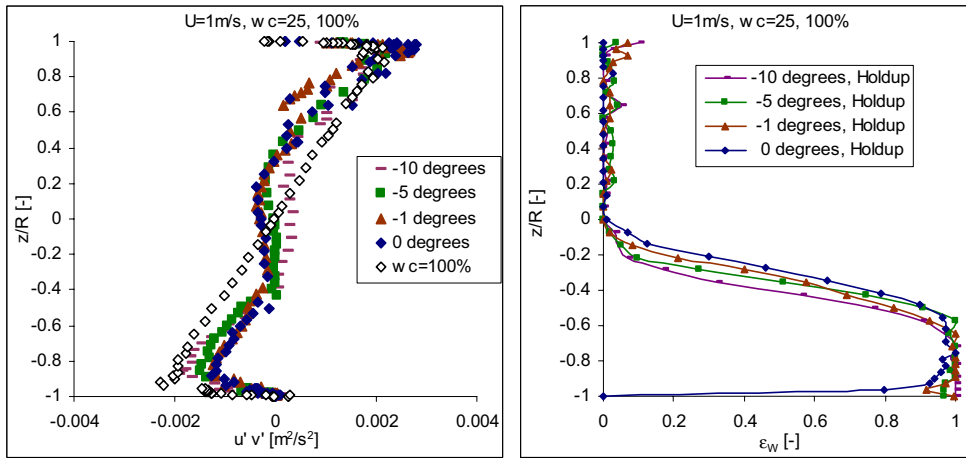 U=1m/s, wc=25, 100%
1
0.8
0.6
0.4
0.2
0
-0.2
-0.4
-0.6
-0.8
-1
z/R [-]
-10 degrees
-5 degrees
-1 degrees
0 degrees
wc=100%
-0.004
-0.002
0
0.002
0.004
u' v' [m²/s²]
U=1m/s, wc=25, 100%
1
0.8
0.6
0.4
0.2
0
-0.2
-0.4
-0.6
-0.8
-1
z/R [-]
-10 degrees, Holdup
-5 degrees, Holdup
-1 degrees, Holdup
0 degrees, Holdup
0
0.2
0.4
0.6
0.8
1
εW [-]